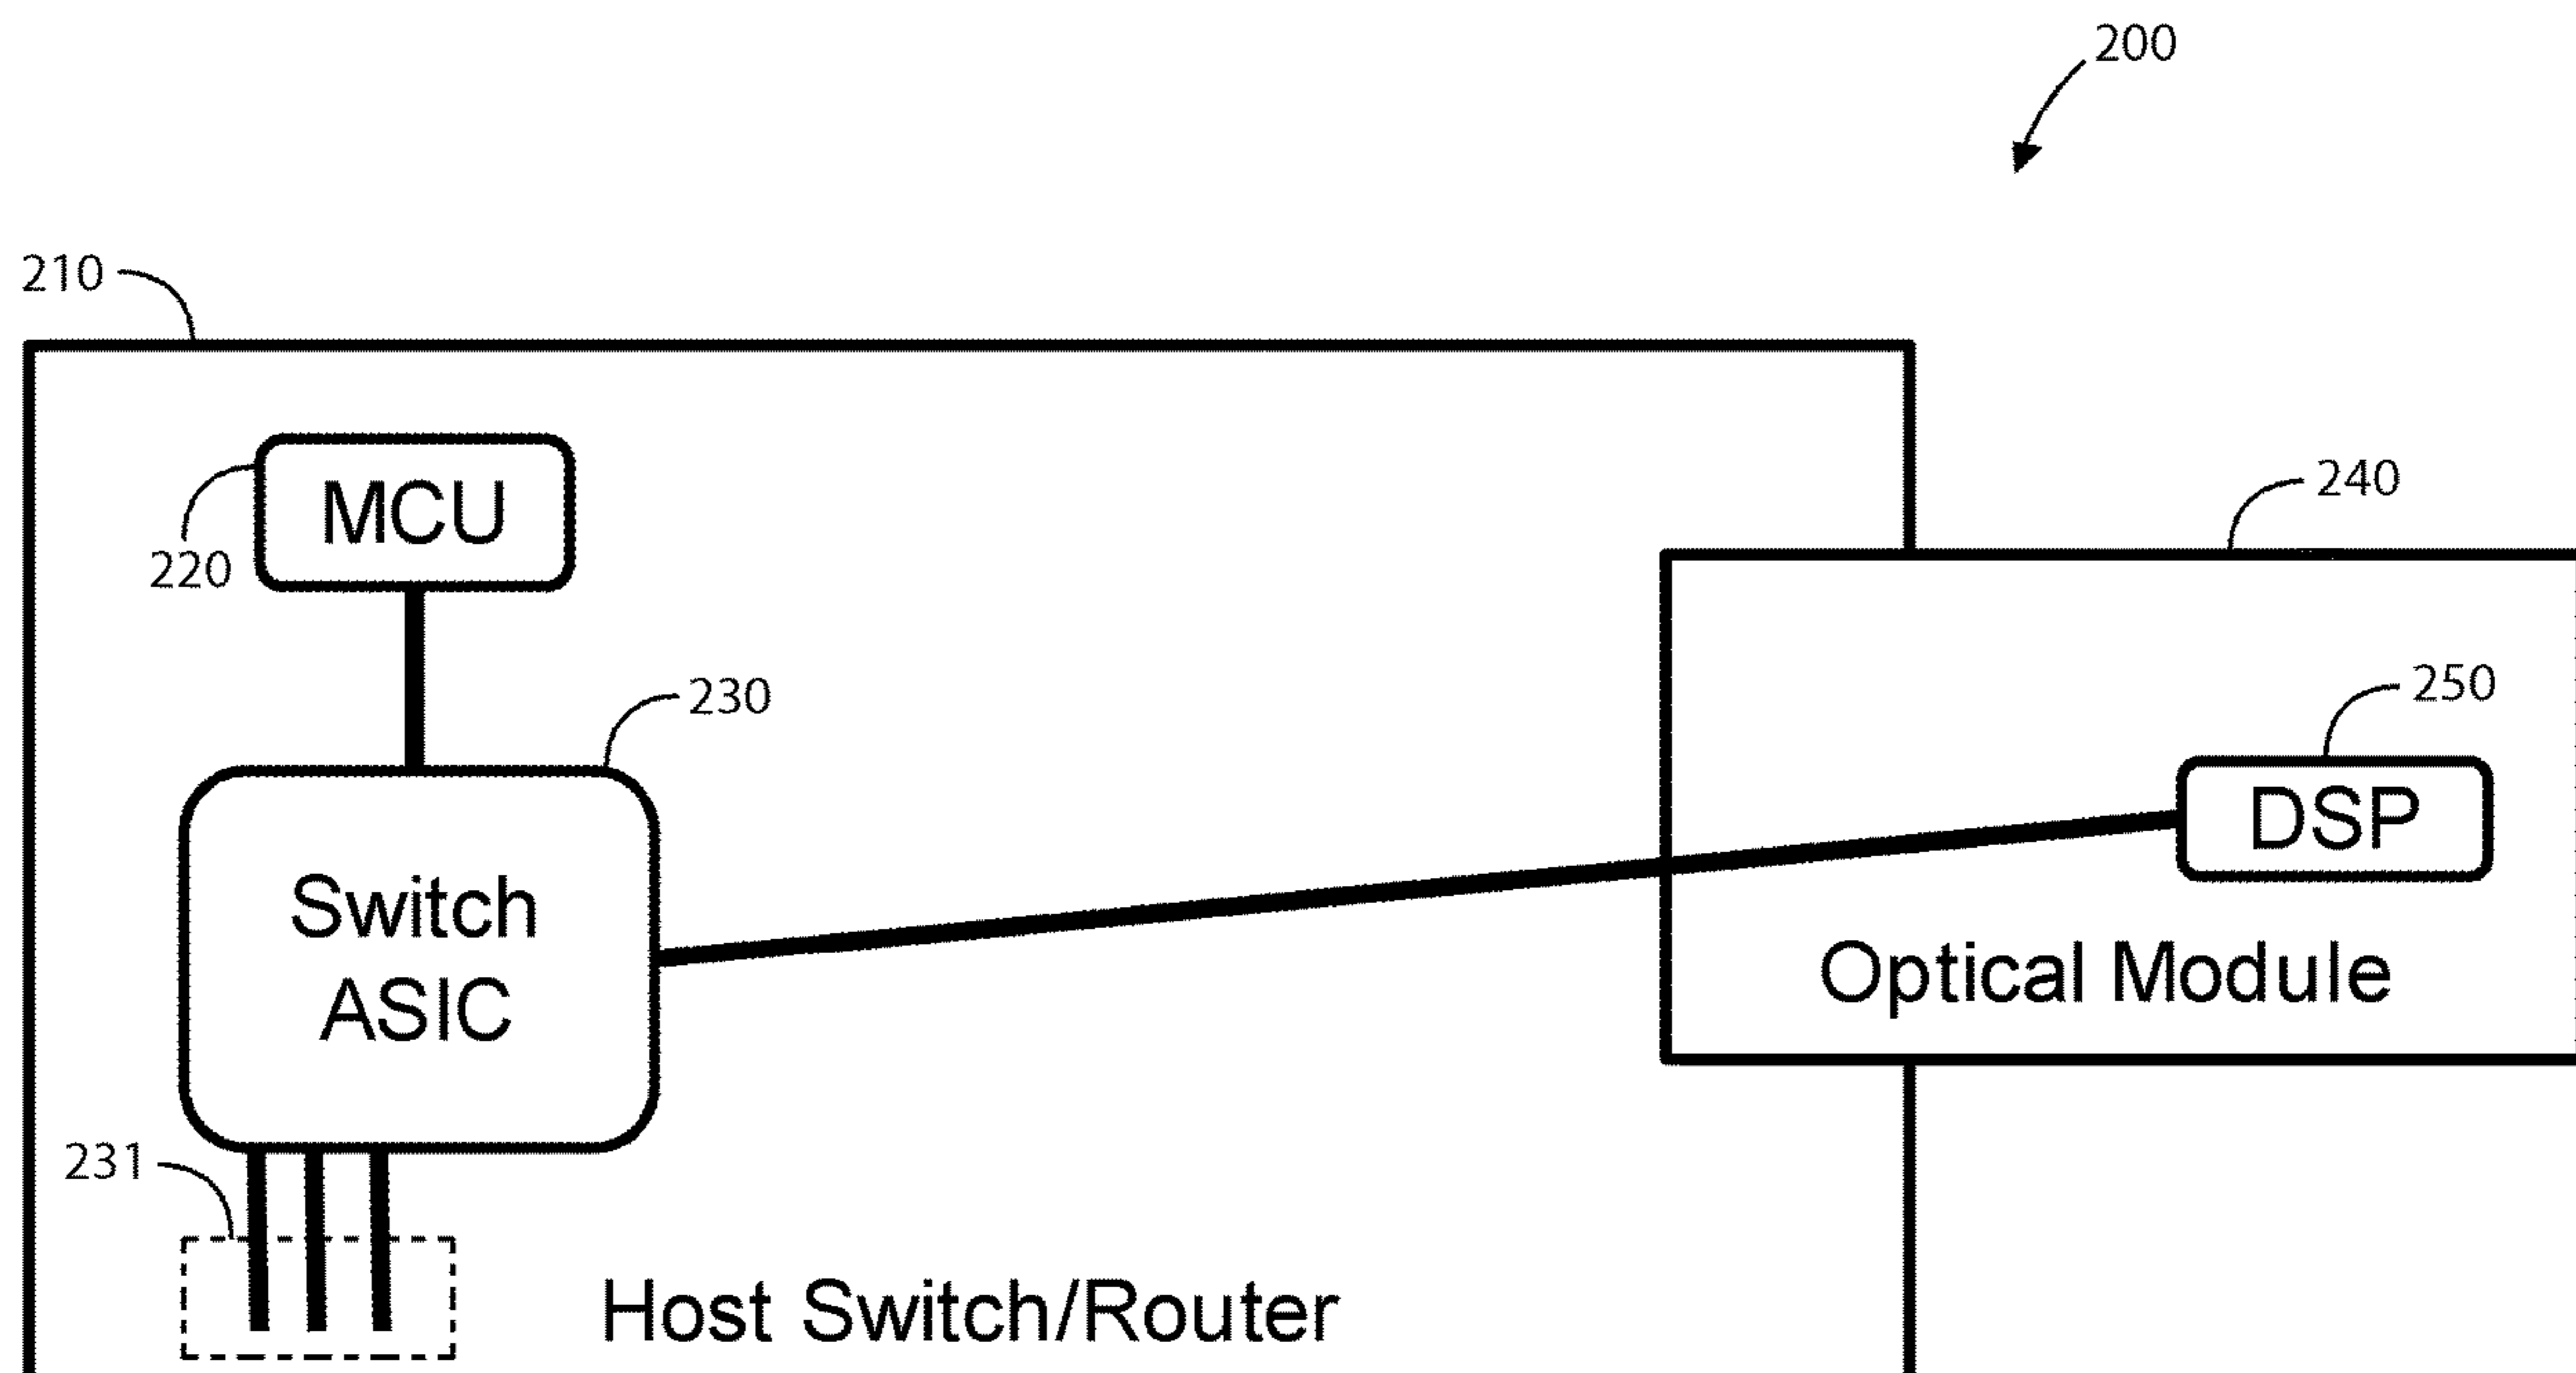 200
210
MCU
220
240
230
250
DSP
Switch
ASIC
Optical Module
231
Host Switch/Router